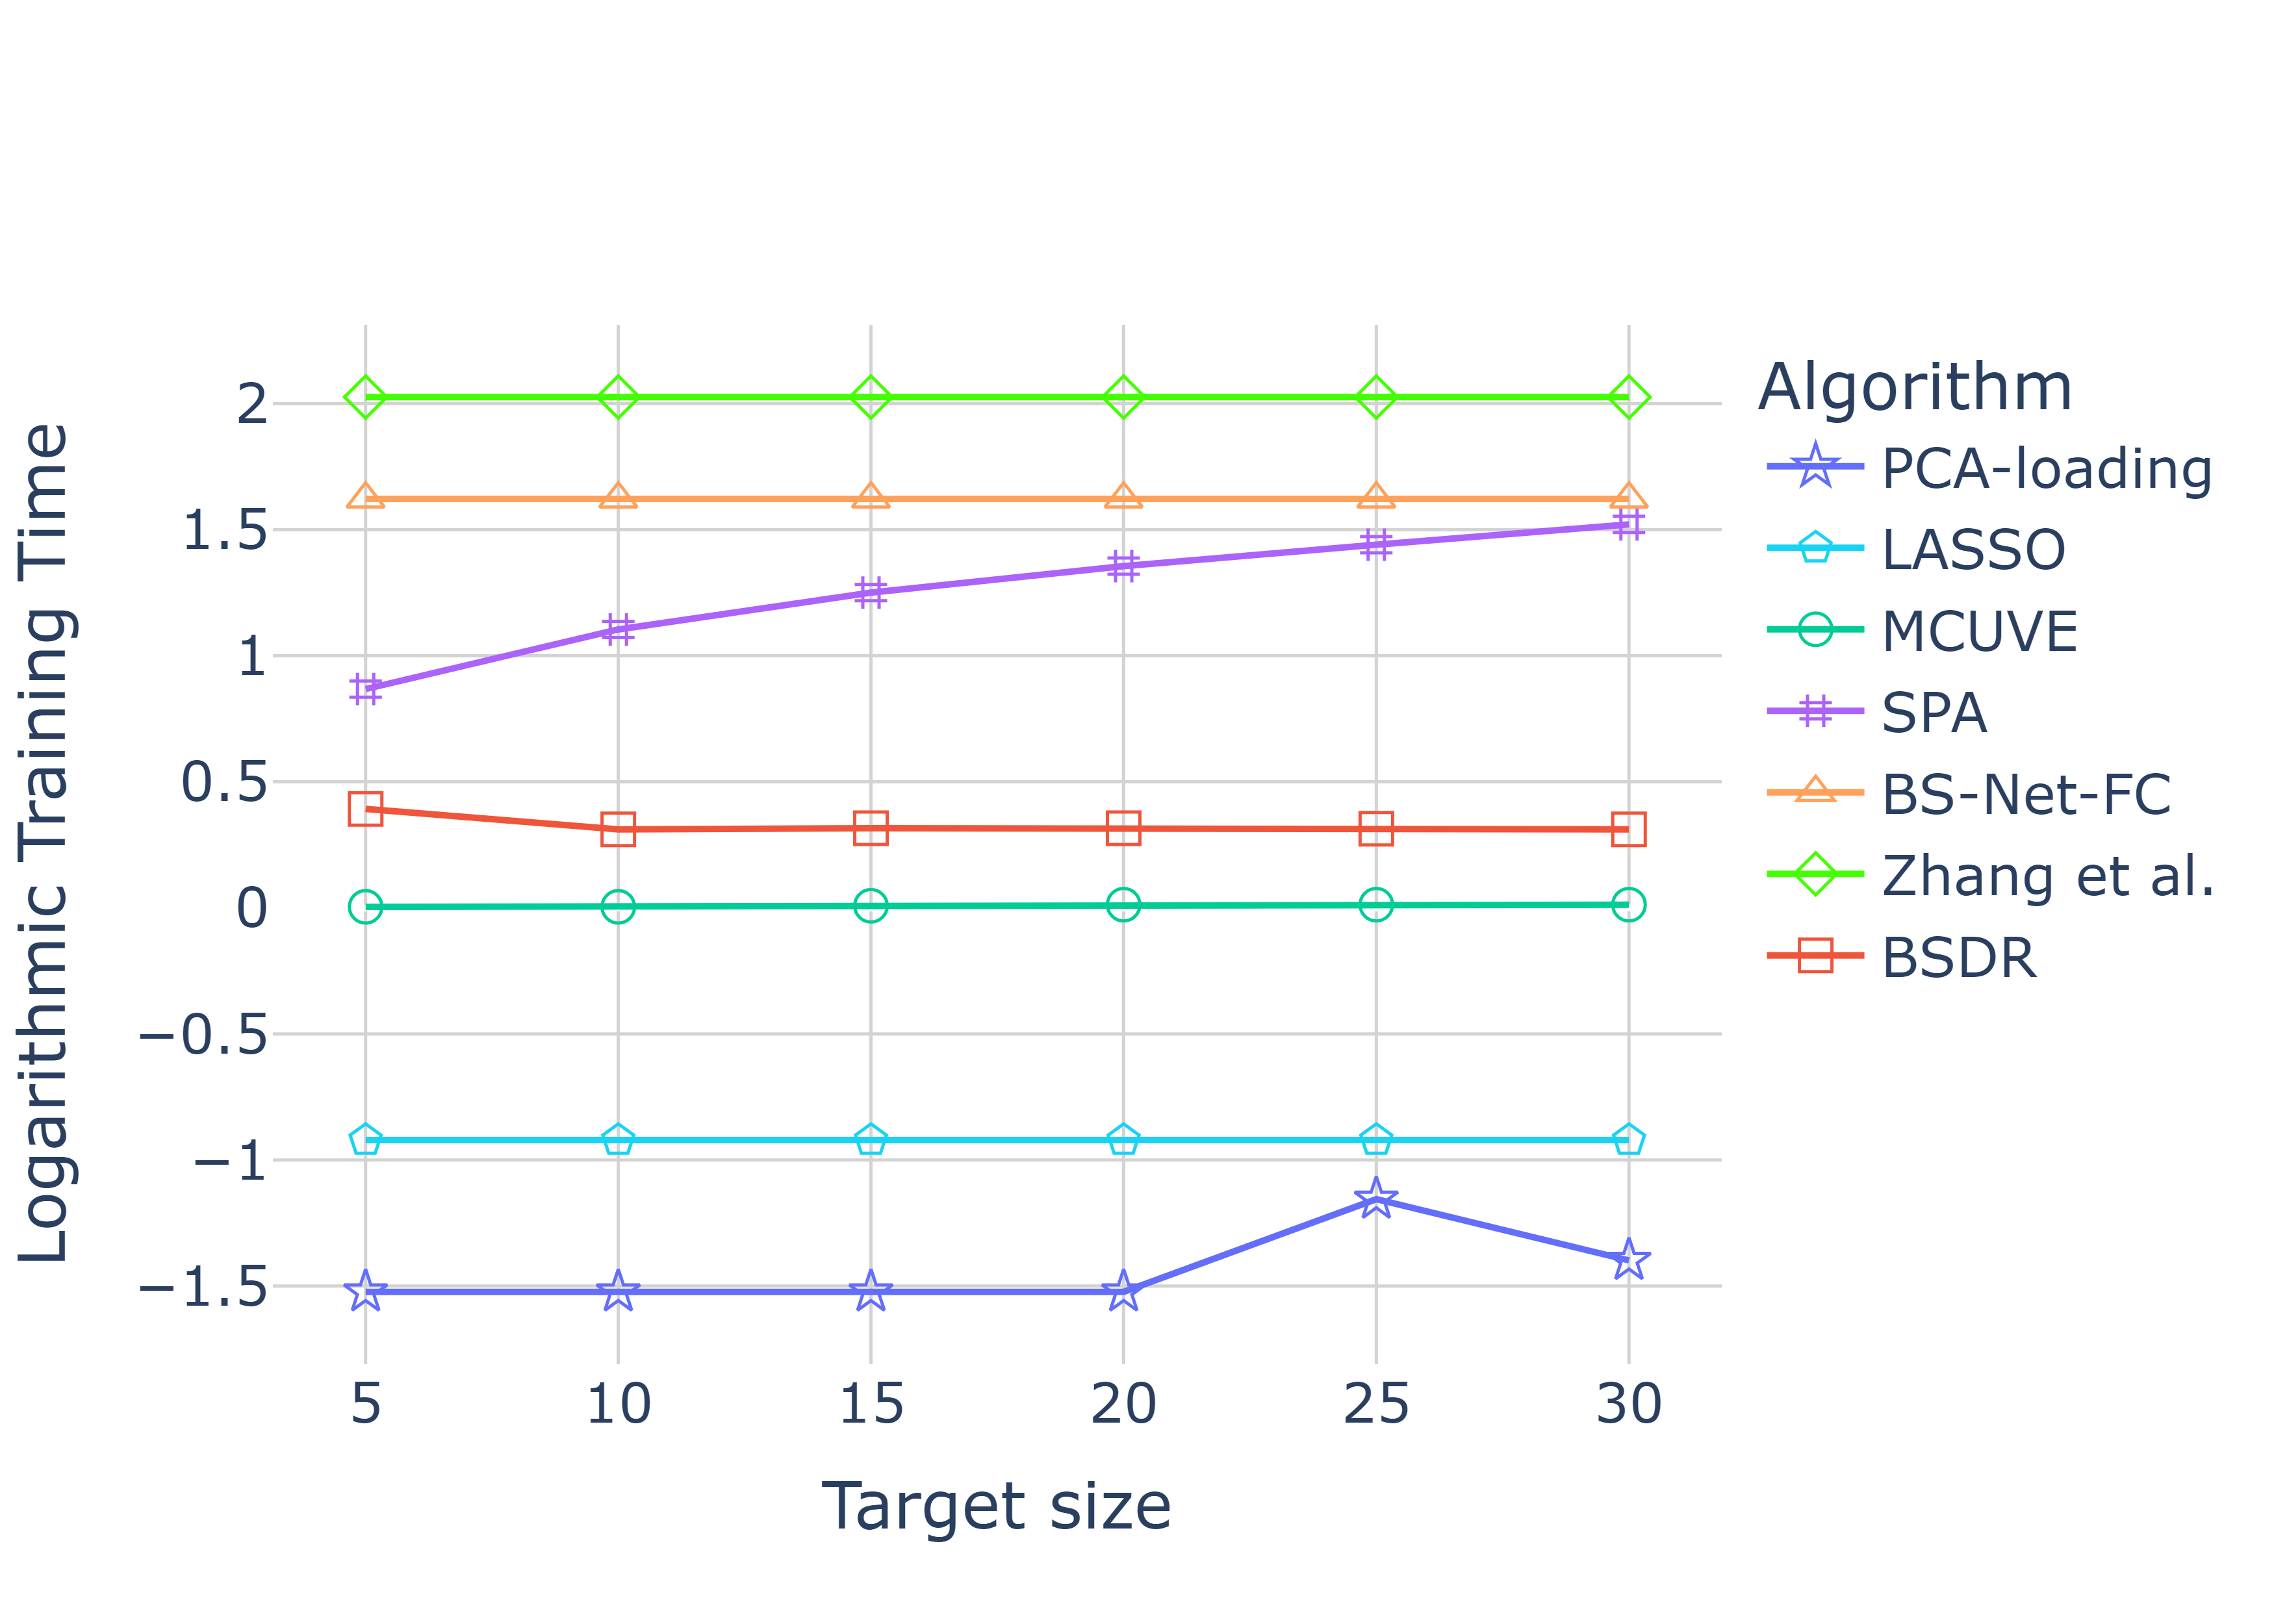 Logarithmic Training Time
2
1.5
1
0.5
0
−0.5
−1
−1.5
5 10 15 20 25 30
Target size
Algorithm
PCA-loading
LASSO
MCUVE
SPA
BS-Net-FC
Zhang et al.
BSDR